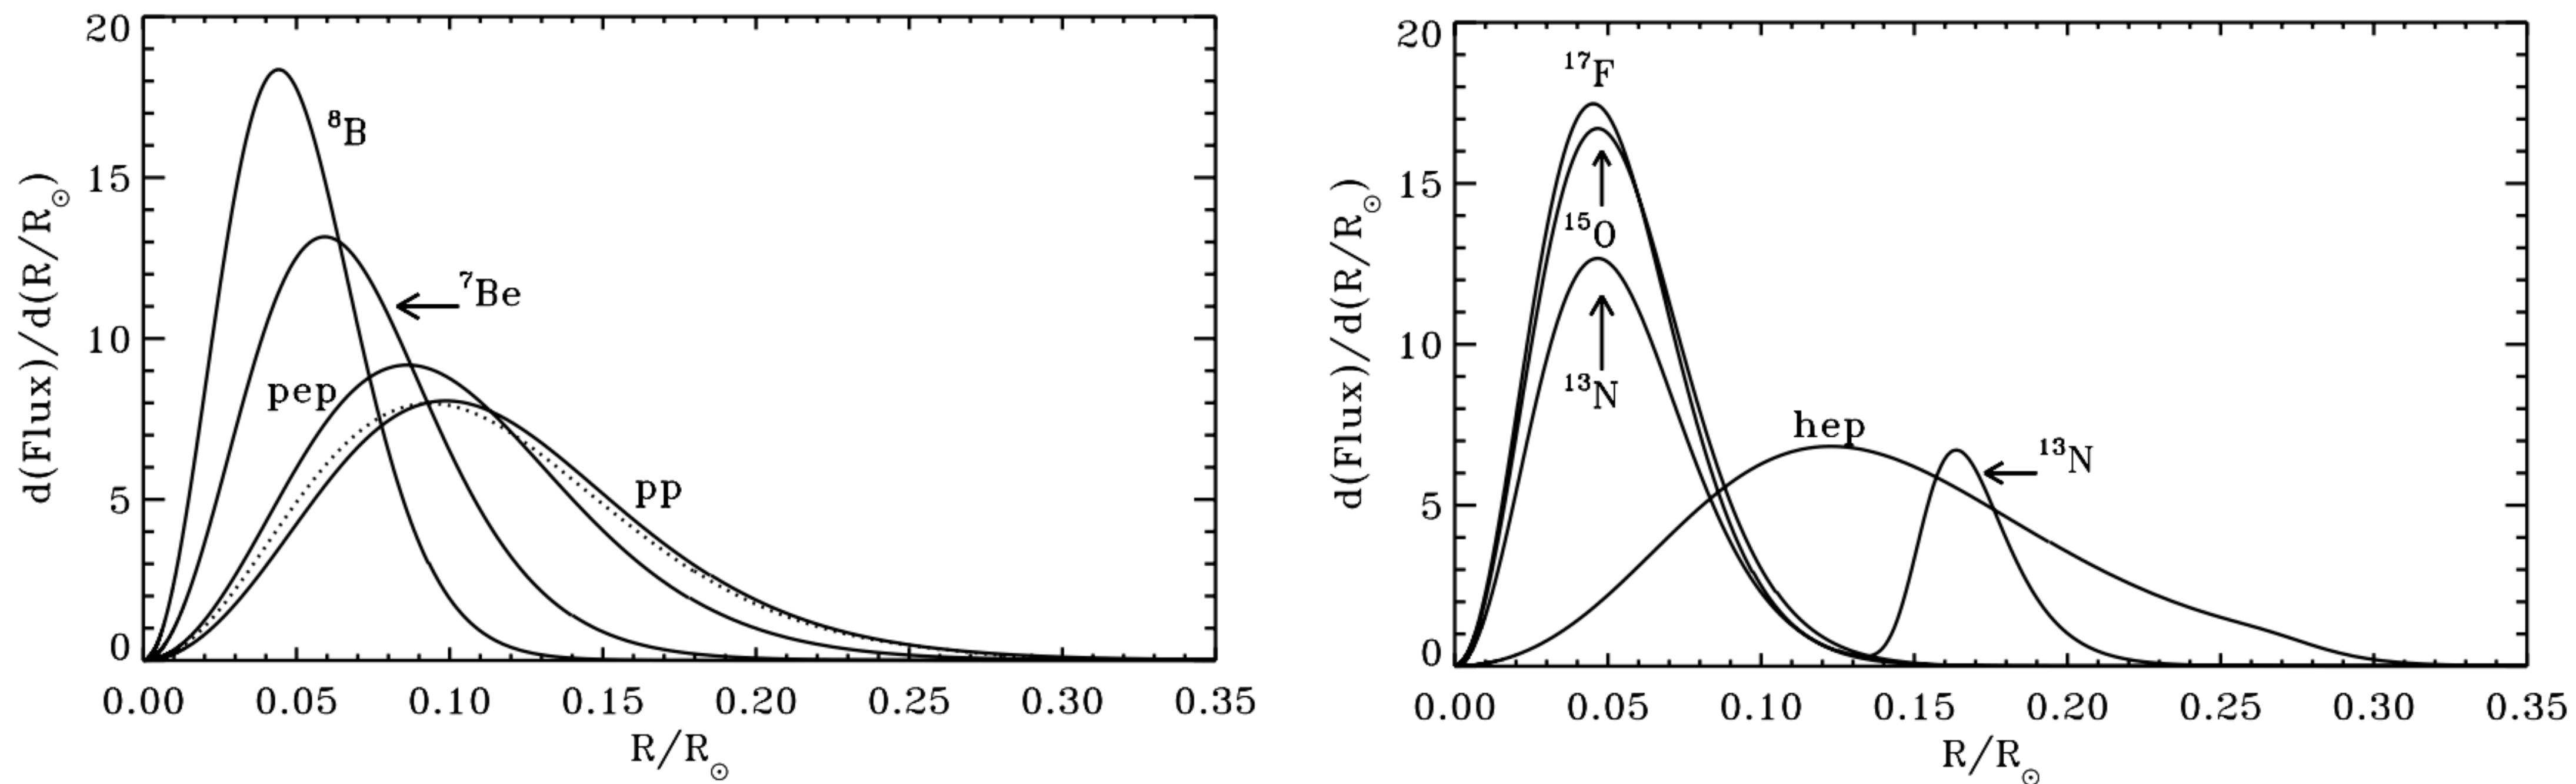 20
15
10
5
0
d(Flux)/d(R/R☉)
⁸B
⁷Be
pep
pp
0.00 0.05 0.10 0.15 0.20 0.25 0.30 0.35
R/R☉
20
15
10
5
0
d(Flux)/d(R/R☉)
¹⁷F
¹⁵O
¹³N
hep
¹³N
0.00 0.05 0.10 0.15 0.20 0.25 0.30 0.35
R/R☉